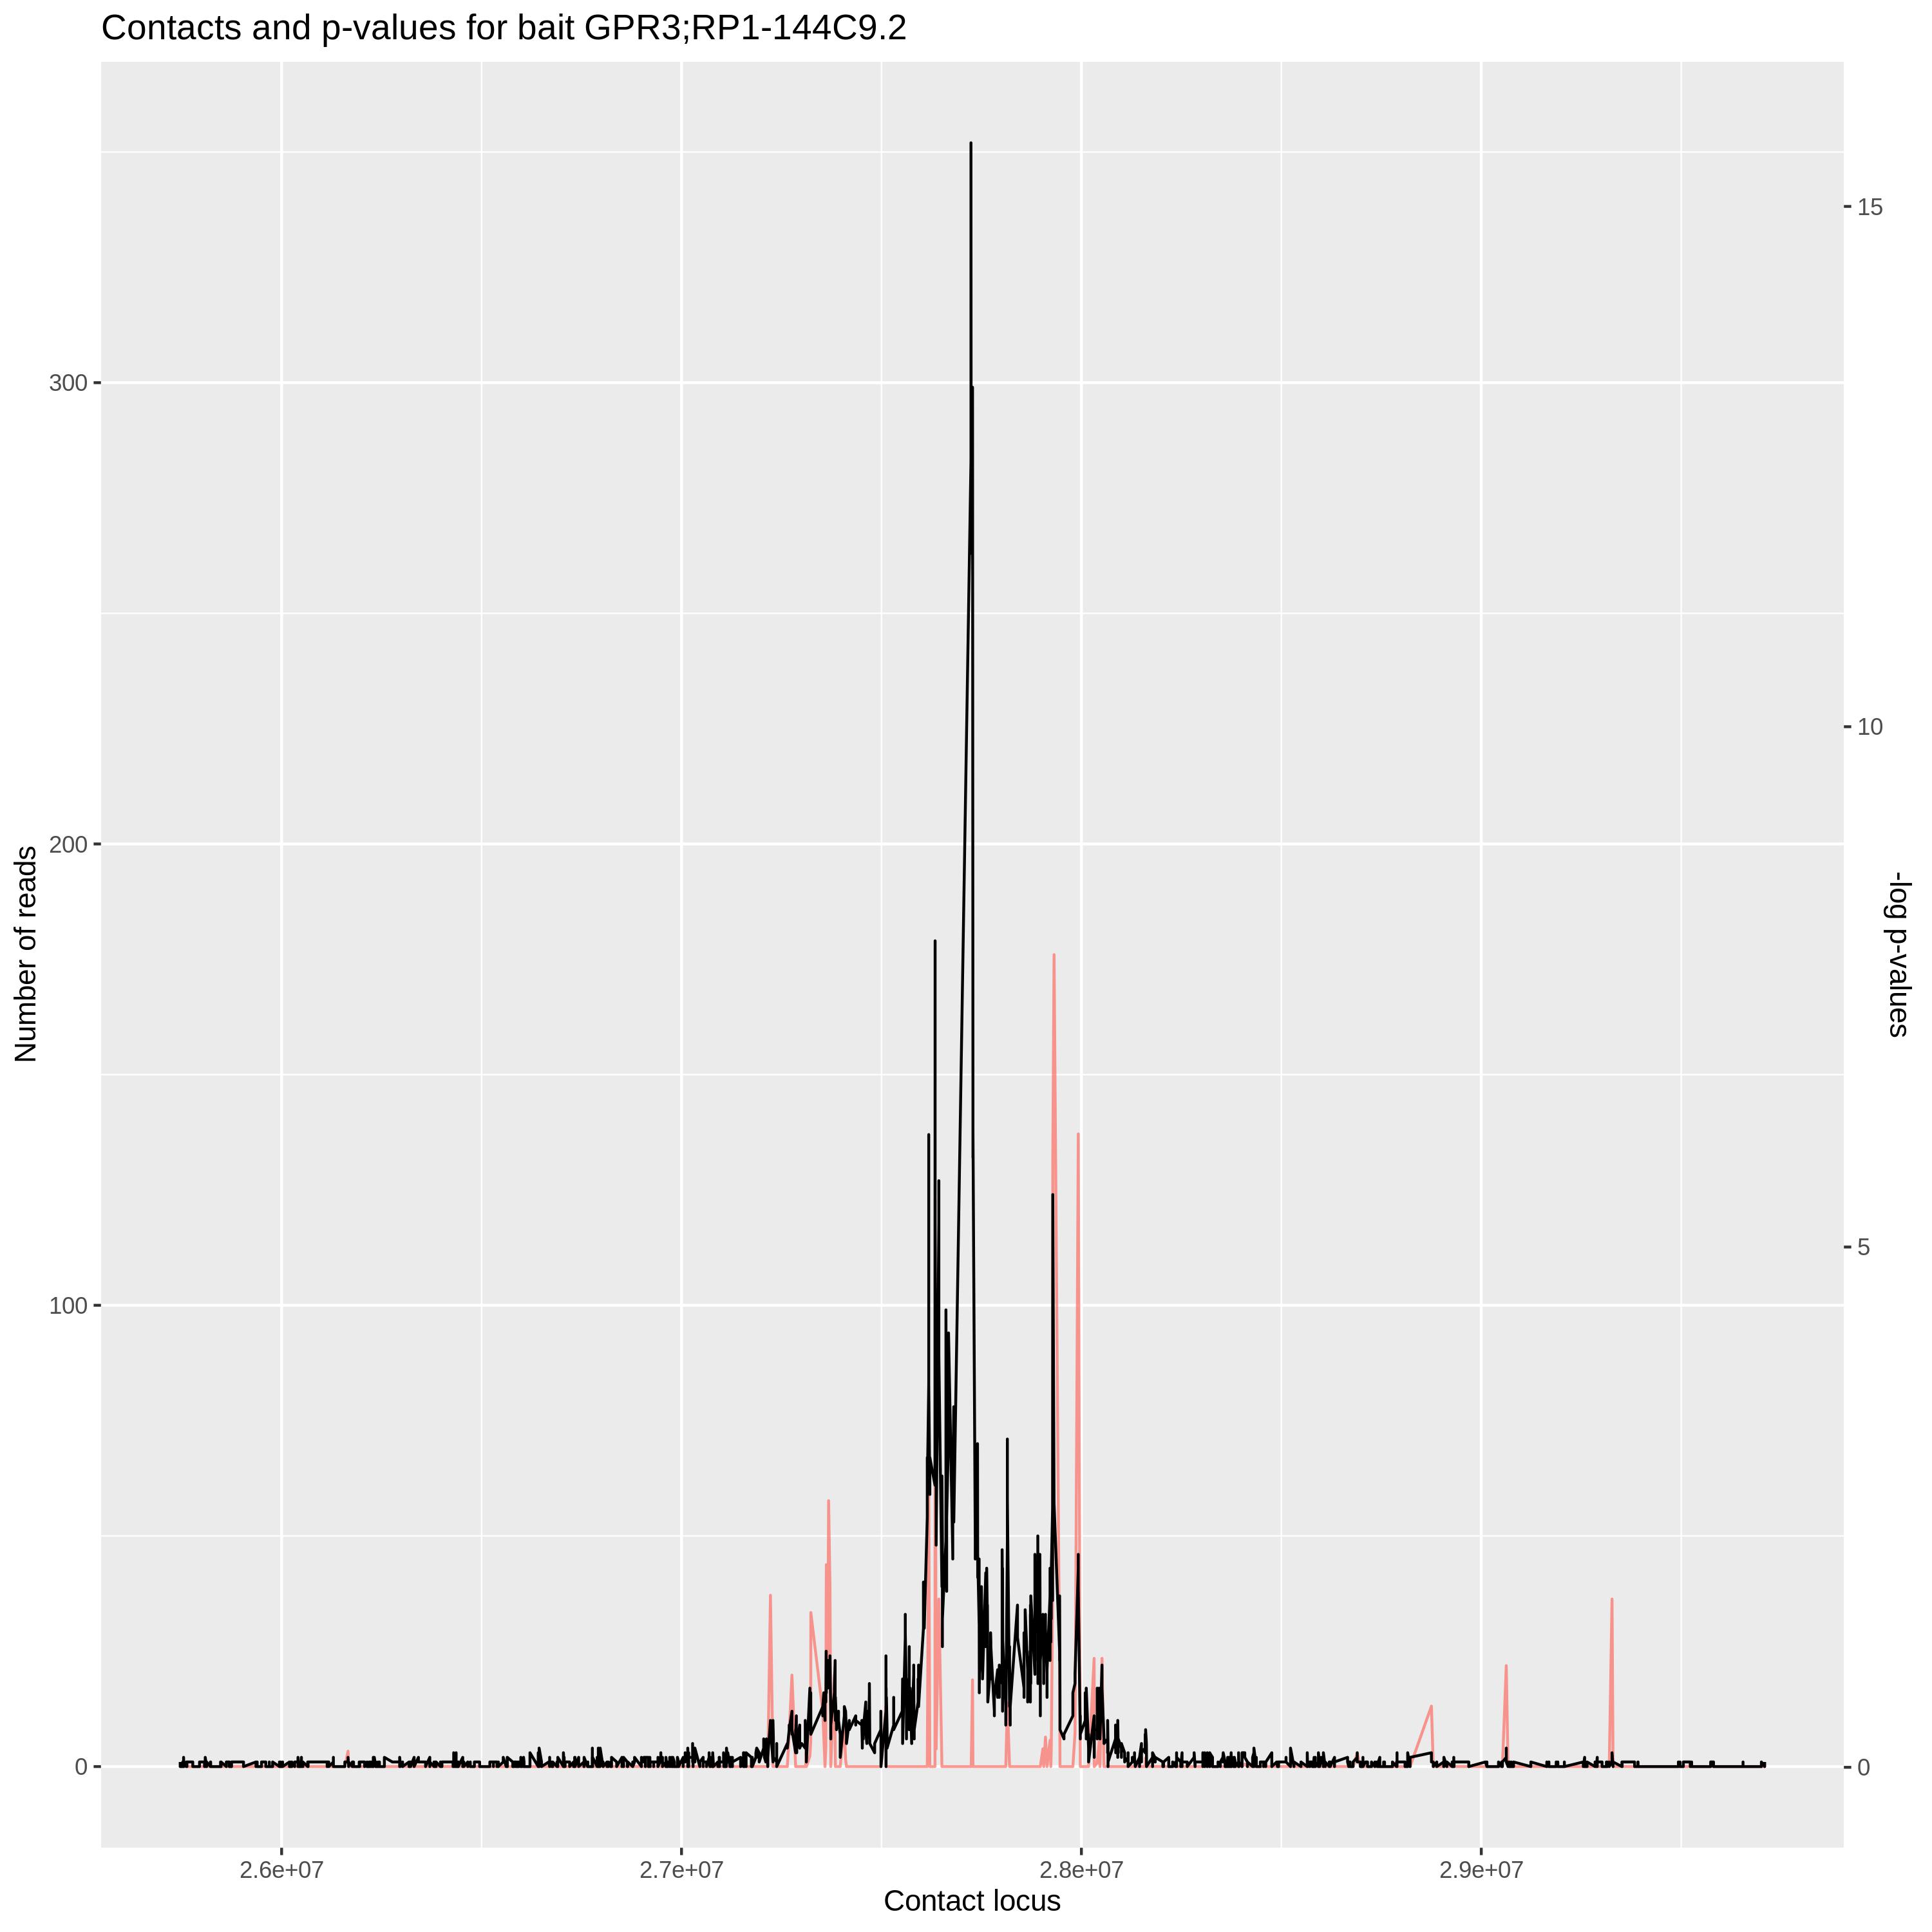 Contacts and p-values for bait GPR3;RP1-144C9.2
300
200
100
0
Number of reads
15
10
5
0
-log p-values
2.6e+07
2.7e+07
2.8e+07
2.9e+07
Contact locus